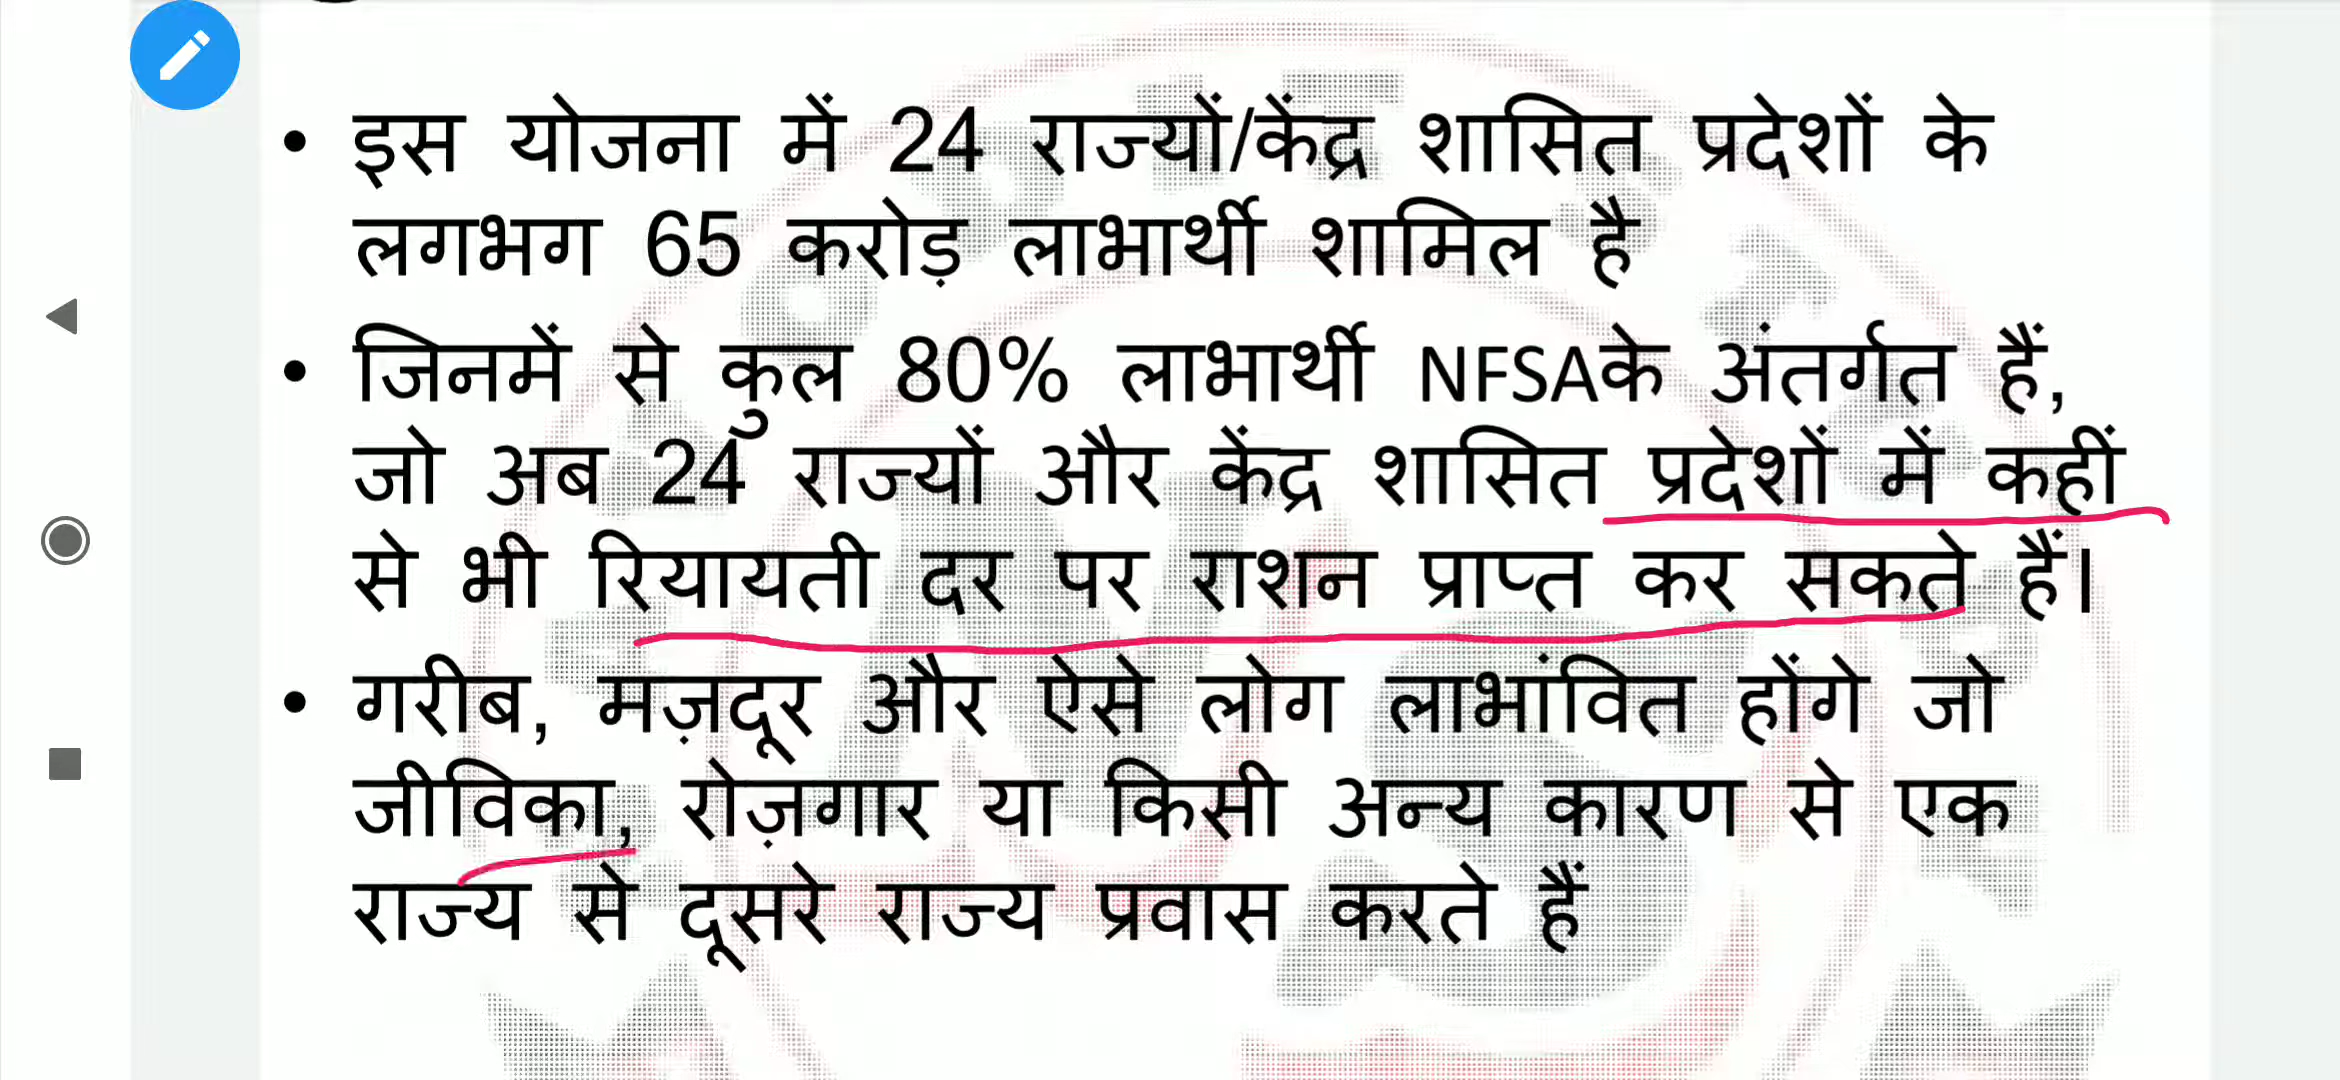 • इस योजना में 24 राज्यों/केंद्र शासित प्रदेशों के
लगभग 65 करोड़ लाभार्थी शामिल है
• जिनमें से कुल 80% लाभार्थी NFSAके अंतर्गत हैं,
जो अब 24 राज्यों और केंद्र शासित प्रदेशों में कहीं
से भी रियायती दर पर राशन प्राप्त कर सकते हैं।
• गरीब, मज़दूर और ऐसे लोग लाभांवित होंगे जो
जीविका, रोज़गार या किसी अन्य कारण से एक
राज्य से दूसरे राज्य प्रवास करते हैं